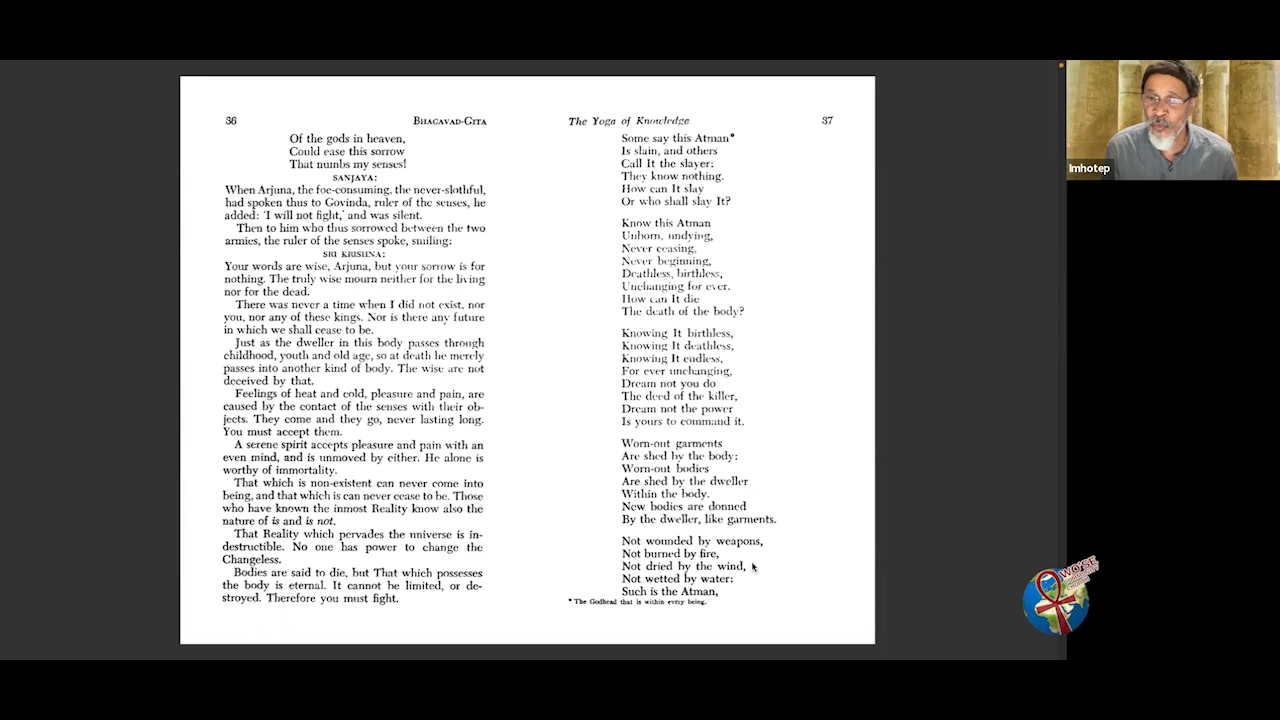 36
BHAGAVAD-GITA
Of the gods in heaven,
Could ease this sorrow
That numbs my senses!
SANJAYA:
When Arjuna, the foe-consuming, the never-slothful,
had spoken thus to Govinda, ruler of the senses, he
added: 'I will not fight,' and was silent.
Then to him who thus sorrowed between the two
armies, the ruler of the senses spoke, smiling:
SRI KRISHNA:
Your words are wise, Arjuna, but your sorrow is for
nothing. The truly wise mourn neither for the living
nor for the dead.
There was never a time when I did not exist, nor
you, nor any of these kings. Nor is there any future
in which we shall cease to be.
Just as the dweller in this body passes through
childhood, youth and old age, so at death he merely
passes into another kind of body. The wise are not
deceived by that.
Feelings of heat and cold, pleasure and pain, are
caused by the contact of the senses with their ob-
jects. They come and they go, never lasting long.
You must accept them.
A serene spirit accepts pleasure and pain with an
even mind, and is unmoved by either. He alone is
worthy of immortality.
That which is non-existent can never come into
being, and that which is can never cease to be. Those
who have known the inmost Reality know also the
nature of is and is not.
That Reality which pervades the universe is in-
destructible. No one has power to change the
Changeless.
Bodies are said to die, but That which possesses
the body is eternal. It cannot be limited, or de-
stroyed. Therefore you must fight.
The Yoga of Knowledge
37
Some say this Atman*
Is slain, and others
Call It the slayer:
They know nothing.
How can It slay
Or who shall slay It?
Know this Atman
Unborn, undying,
Never ceasing,
Never beginning,
Deathless, birthless,
Unchanging for ever.
How can It die
The death of the body?
Knowing It birthless,
Knowing It deathless,
Knowing It endless,
For ever unchanging,
Dream not you do
The deed of the killer,
Dream not the power
Is yours to command it.
Worn-out garments
Are shed by the body:
Worn-out bodies
Are shed by the dweller
Within the body.
New bodies are donned
By the dweller, like garments.
Not wounded by weapons,
Not burned by fire,
Not dried by the wind,
Not wetted by water:
Such is the Atman,
* The Godhead that is within every being.
Imhotep
WO'SE